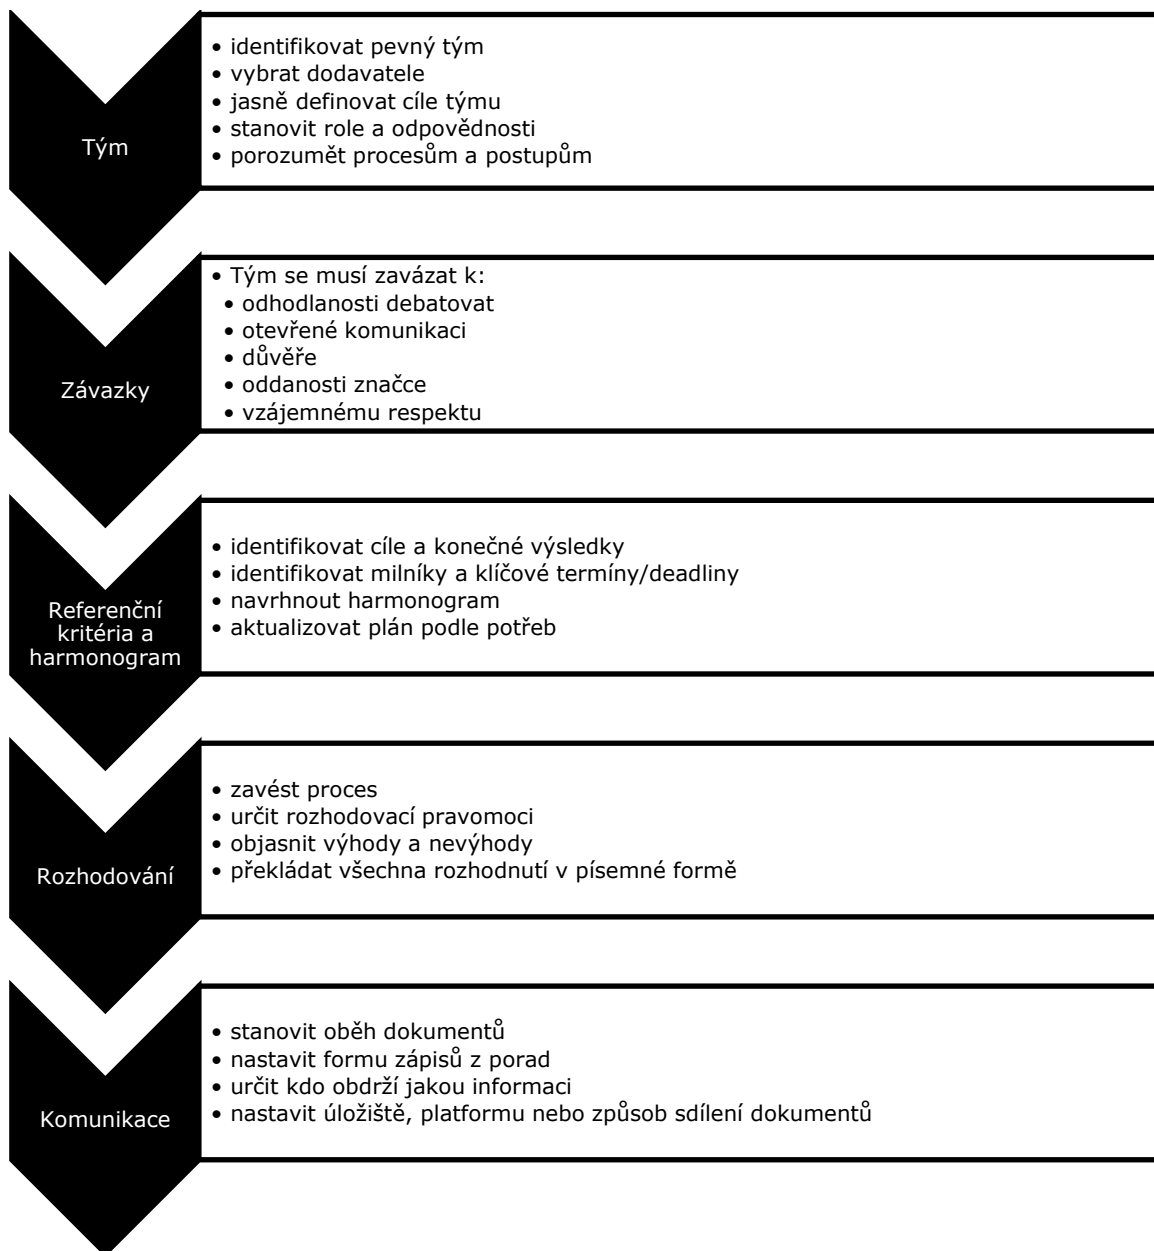 Tým
• identifikovat pevný tým
• vybrat dodavatele
• jasně definovat cíle týmu
• stanovit role a odpovědnosti
• porozumět procesům a postupům
Závazky
• Tým se musí zavázat k:
• odhodlanosti debatovat
• otevřené komunikaci
• důvěře
• oddanosti značce
• vzájemnému respektu
Referenční
kritéria a
harmonogram
• identifikovat cíle a konečné výsledky
• identifikovat milníky a klíčové termíny/deadliny
• navrhnout harmonogram
• aktualizovat plán podle potřeb
Rozhodování
• zavést proces
• určit rozhodovací pravomoci
• objasnit výhody a nevýhody
• překládat všechna rozhodnutí v písemné formě
Komunikace
• stanovit oběh dokumentů
• nastavit formu zápisů z porad
• určit kdo obdrží jakou informaci
• nastavit úložiště, platformu nebo způsob sdílení dokumentů